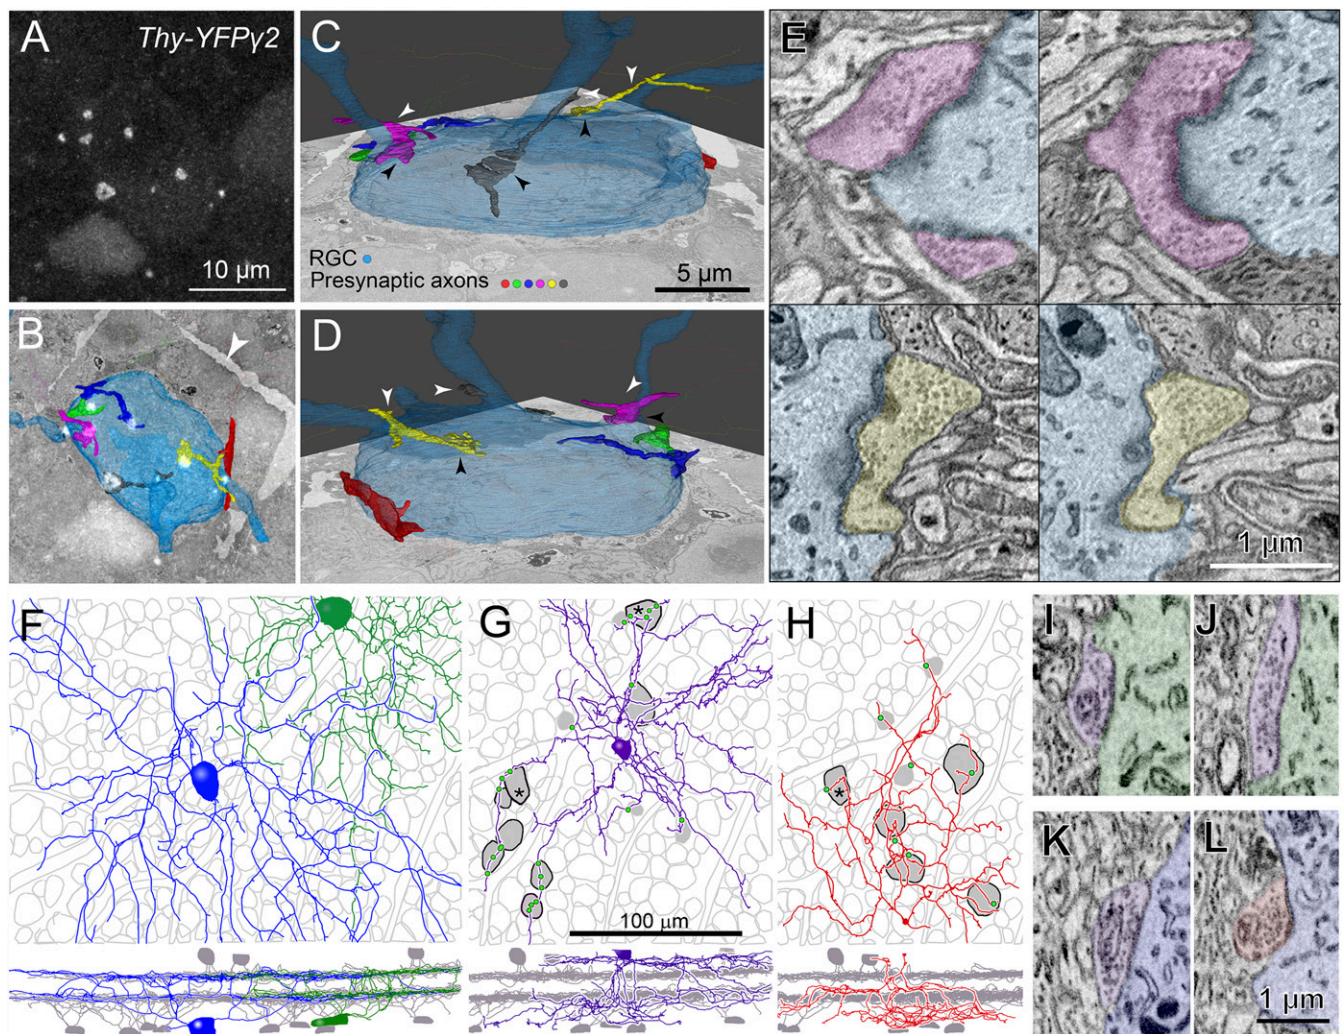 A
Thy-YFPγ2
10 µm
B
C
RGC
Presynaptic axons
5 µm
D
E
1 µm
F
G
*
*
100 µm
H
*
I
J
K
L
1 µm